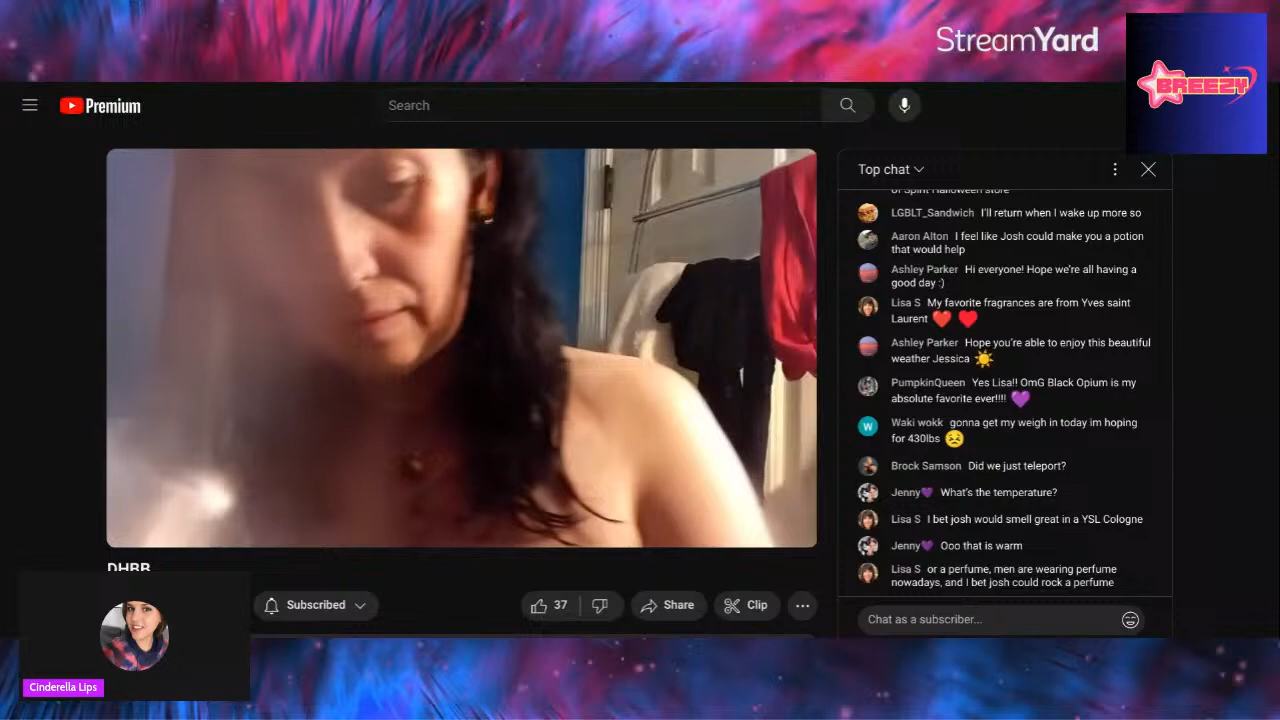 StreamYard
BREEZY
Premium
Search
Top chat
of Spirit Halloween store
LGBLT_Sandwich I'll return when I wake up more so
Aaron Alton I feel like Josh could make you a potion
that would help
Ashley Parker Hi everyone! Hope we're all having a
good day :)
Lisa S My favorite fragrances are from Yves saint
Laurent ❤️ ♥️
Ashley Parker Hope you're able to enjoy this beautiful
weather Jessica ☀️
PumpkinQueen Yes Lisa!! OmG Black Opium is my
absolute favorite ever!!!! 💜
W
Waki wokk gonna get my weigh in today im hoping
for 430lbs 😣
Brock Samson Did we just teleport?
Jenny💜 What's the temperature?
Lisa S I bet josh would smell great in a YSL Cologne
Jenny💜 Ooo that is warm
Lisa S or a perfume, men are wearing perfume
nowadays, and I bet josh could rock a perfume
Chat as a subscriber...
DHRR
Subscribed
37
Share
Clip
Cinderella Lips